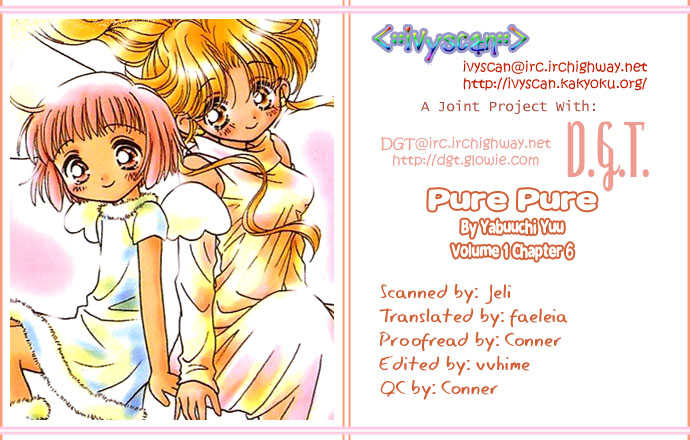 <::ivyscan::>
ivyscan@irc.irchighway.net
http://ivyscan.kakyoku.org/
A Joint Project With:
DGT@irc.irchighway.net
http://dgt.glowie.com
D.G.T.
Pure Pure
By Yabuuchi Yuu
Volume 1 Chapter 6
Scanned by: Jeli
Translated by: faeleia
Proofread by: Conner
Edited by: vvhime
QC by: Conner